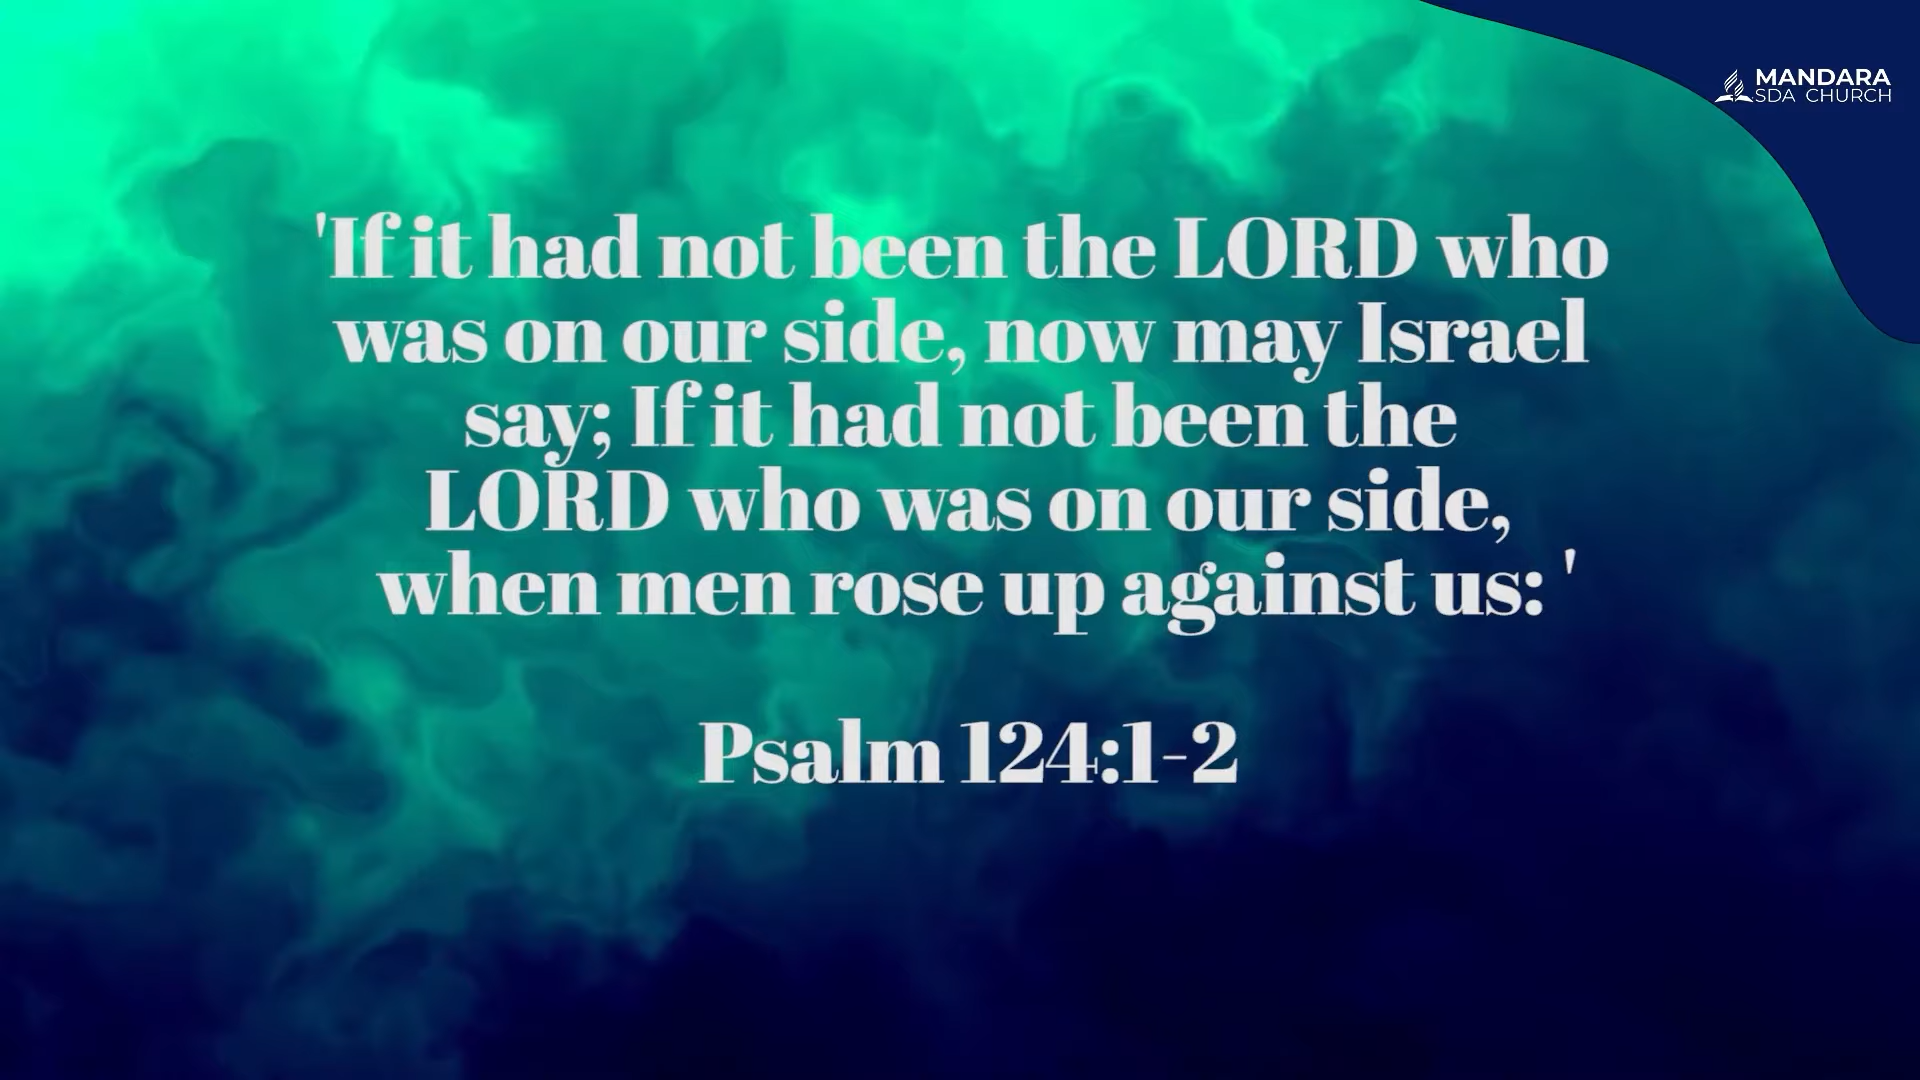 MANDARA
SDA CHURCH
'If it had not been the LORD who
was on our side, now may Israel
say; If it had not been the
LORD who was on our side,
when men rose up against us: '
Psalm 124:1-2